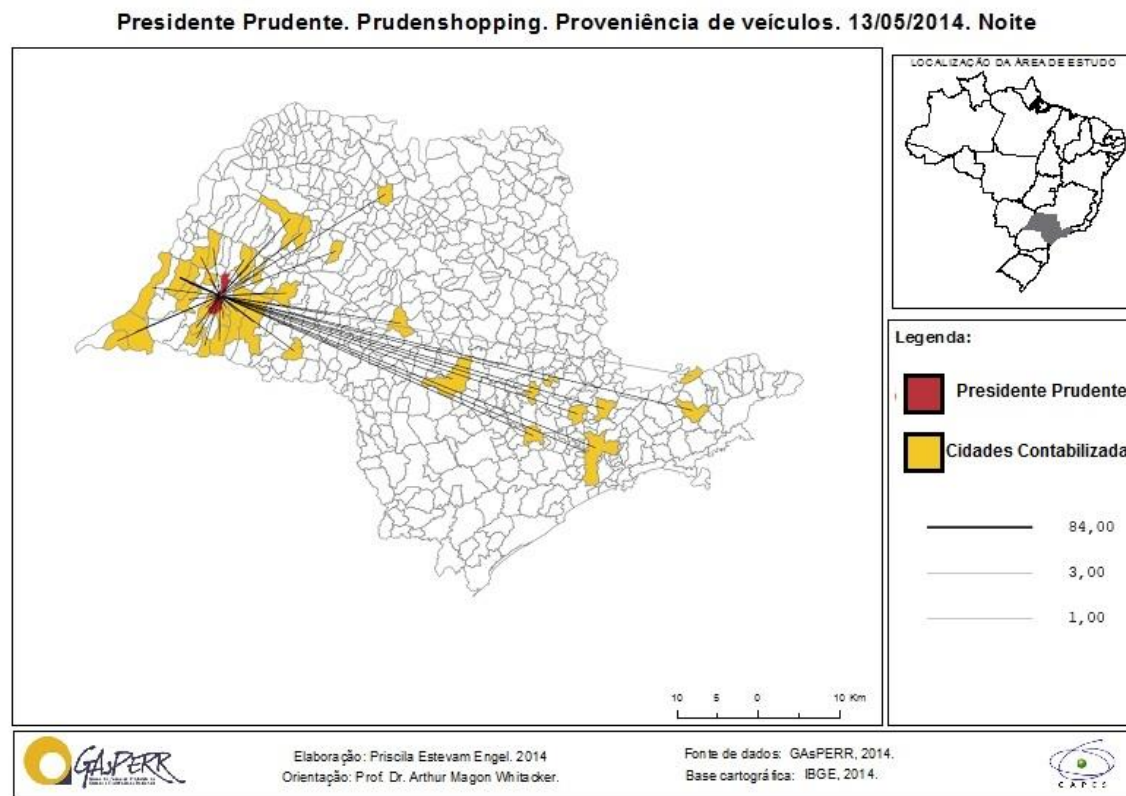 Presidente Prudente. Prudenshopping. Proveniência de veículos. 13/05/2014. Noite
LOCALIZAÇÃO DA ÁREA DE ESTUDO
Legenda:
Presidente Prudente
Cidades Contabilizada
84,00
3,00
1,00
10 5 0 10 Km
GAsPERR
Elaboração: Priscila Estevam Engel. 2014
Orientação: Prof. Dr. Arthur Magon Whitacker.
Fonte de dados: GAsPERR, 2014.
Base cartográfica: IBGE, 2014.
CAPES